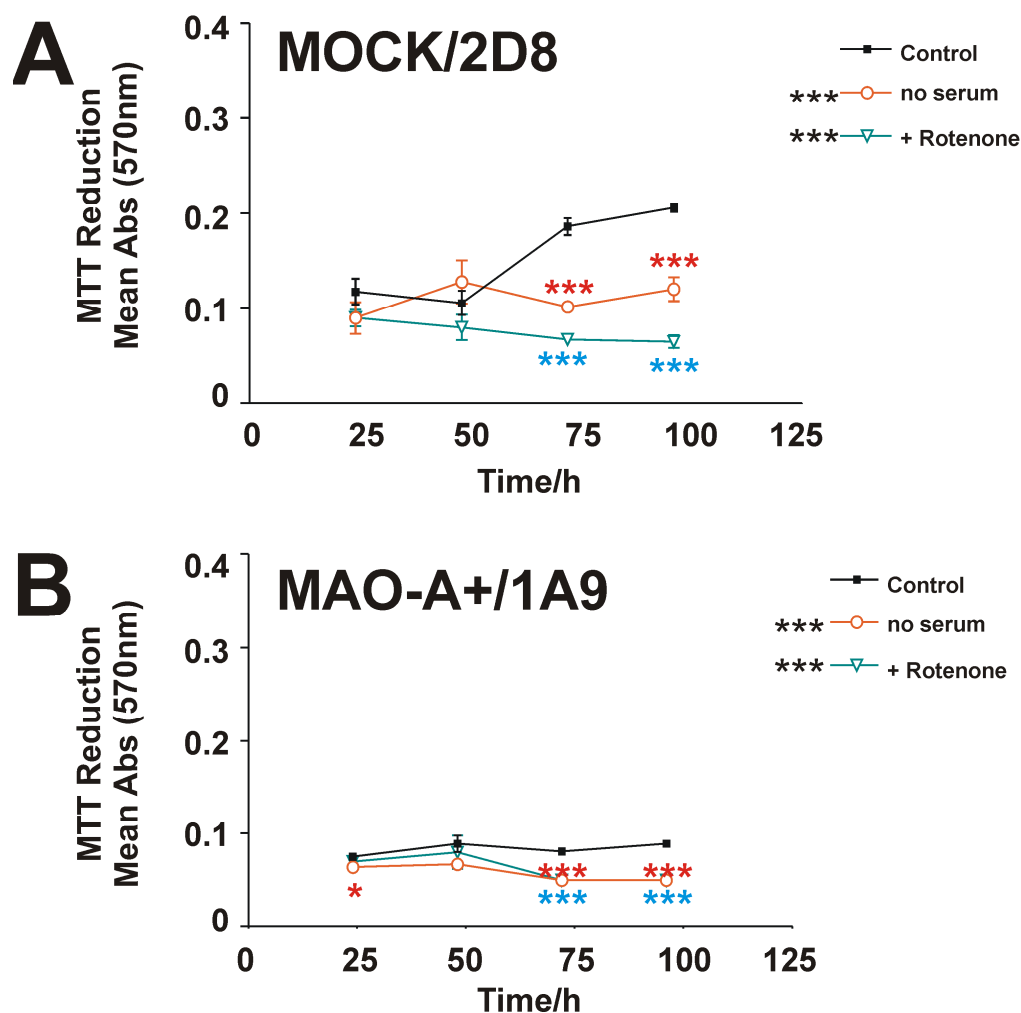 A
MOCK/2D8
MTT Reduction
Mean Abs (570nm)
0.4
0.3
0.2
0.1
0
Control
*** no serum
*** + Rotenone
***
***
***
***
0 25 50 75 100 125
Time/h
B
MAO-A+/1A9
MTT Reduction
Mean Abs (570nm)
0.4
0.3
0.2
0.1
0
Control
*** no serum
*** + Rotenone
*** ***
*
*** ***
0 25 50 75 100 125
Time/h